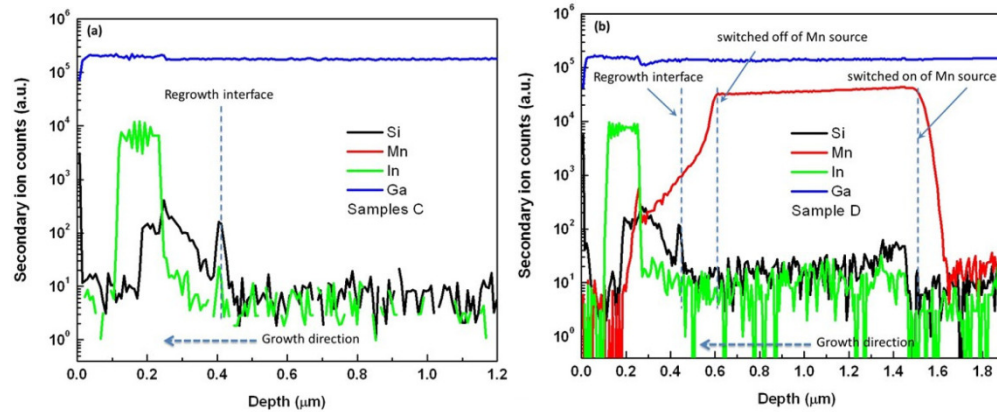 (a)
Secondary ion counts (a.u.)
10⁶
10⁵
10⁴
10³
10²
10¹
10⁰
Regrowth interface
Si
Mn
In
Ga
Samples C
Growth direction
0.0 0.2 0.4 0.6 0.8 1.0 1.2
Depth (μm)
(b)
Secondary ion counts (a.u.)
10⁶
10⁵
10⁴
10³
10²
10¹
10⁰
switched off of Mn source
Regrowth interface
switched on of Mn source
Si
Mn
In
Ga
Sample D
Growth direction
0.0 0.2 0.4 0.6 0.8 1.0 1.2 1.4 1.6 1.8
Depth (μm)